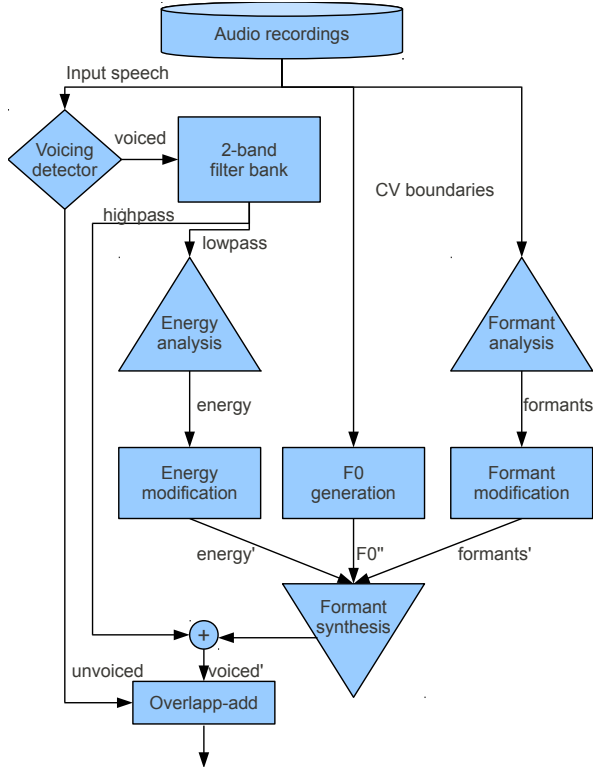 Audio recordings
Input speech
voiced
Voicing
detector
2-band
filter bank
CV boundaries
highpass
lowpass
Energy
analysis
Formant
analysis
energy
formants
Energy
modification
F0
generation
Formant
modification
energy'
F0"
formants'
Formant
synthesis
+
unvoiced
voiced'
Overlapp-add